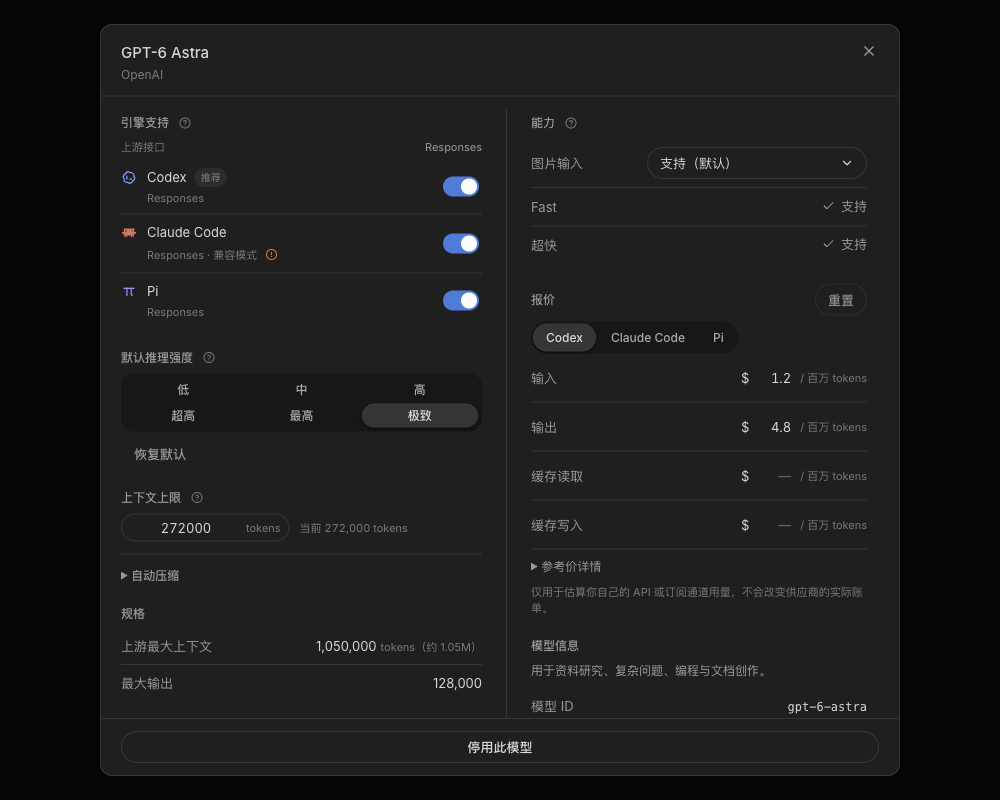 GPT-6 Astra
OpenAI
引擎支持
上游接口 Responses
Codex 推荐
Responses
Claude Code
Responses · 兼容模式
Pi
Responses
默认推理强度
低 中 高
超高 最高 极致
恢复默认
上下文上限
272000 tokens 当前 272,000 tokens
自动压缩
规格
上游最大上下文 1,050,000 tokens（约 1.05M）
最大输出 128,000
能力
图片输入 支持（默认）
Fast 支持
超快 支持
报价 重置
Codex Claude Code Pi
输入 $ 1.2 / 百万 tokens
输出 $ 4.8 / 百万 tokens
缓存读取 $ — / 百万 tokens
缓存写入 $ — / 百万 tokens
参考价详情
仅用于估算你自己的 API 或订阅通道用量，不会改变供应商的实际账
单。
模型信息
用于资料研究、复杂问题、编程与文档创作。
模型 ID gpt-6-astra
停用此模型